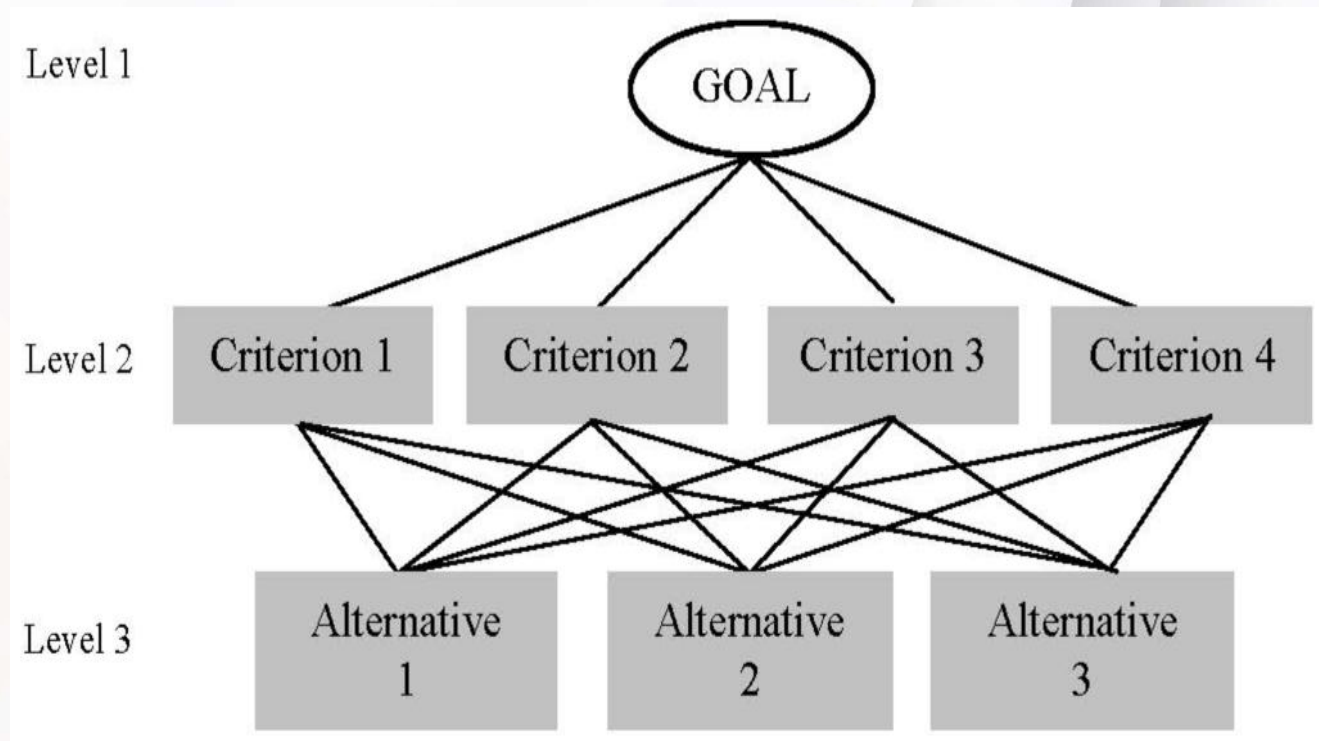 Level 1
GOAL
Level 2
Criterion 1
Criterion 2
Criterion 3
Criterion 4
Level 3
Alternative
1
Alternative
2
Alternative
3